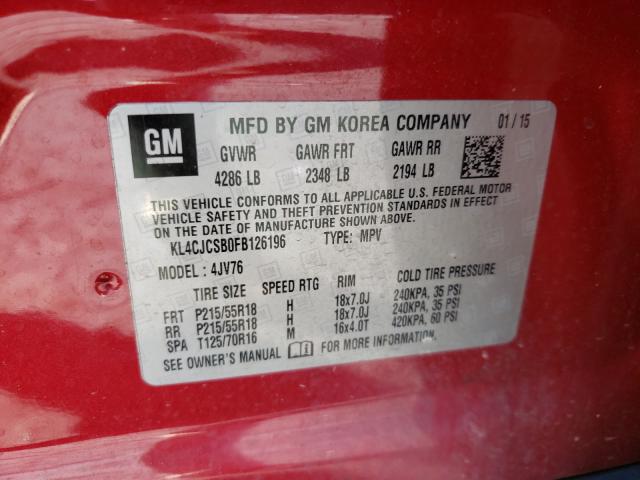 GM MFD BY GM KOREA COMPANY 01 / 15
GVWR GAWR FRT GAWR RR
4286 LB 2348 LB 2194 LB
THIS VEHICLE CONFORMS TO ALL APPLICABLE U.S. FEDERAL MOTOR
VEHICLE SAFETY AND THEFT PREVENTION STANDARDS IN EFFECT
ON THE DATE OF MANUFACTURE SHOWN ABOVE.
KL4CJCSB0FB126196 TYPE: MPV
MODEL : 4JV76
TIRE SIZE SPEED RTG RIM COLD TIRE PRESSURE
FRT P215/55R18 H 18x7.0J 240KPA, 35 PSI
RR P215/55R18 H 18x7.0J 240KPA, 35 PSI
SPA T125/70R16 M 16x4.0T 420KPA, 60 PSI
SEE OWNER'S MANUAL FOR MORE INFORMATION